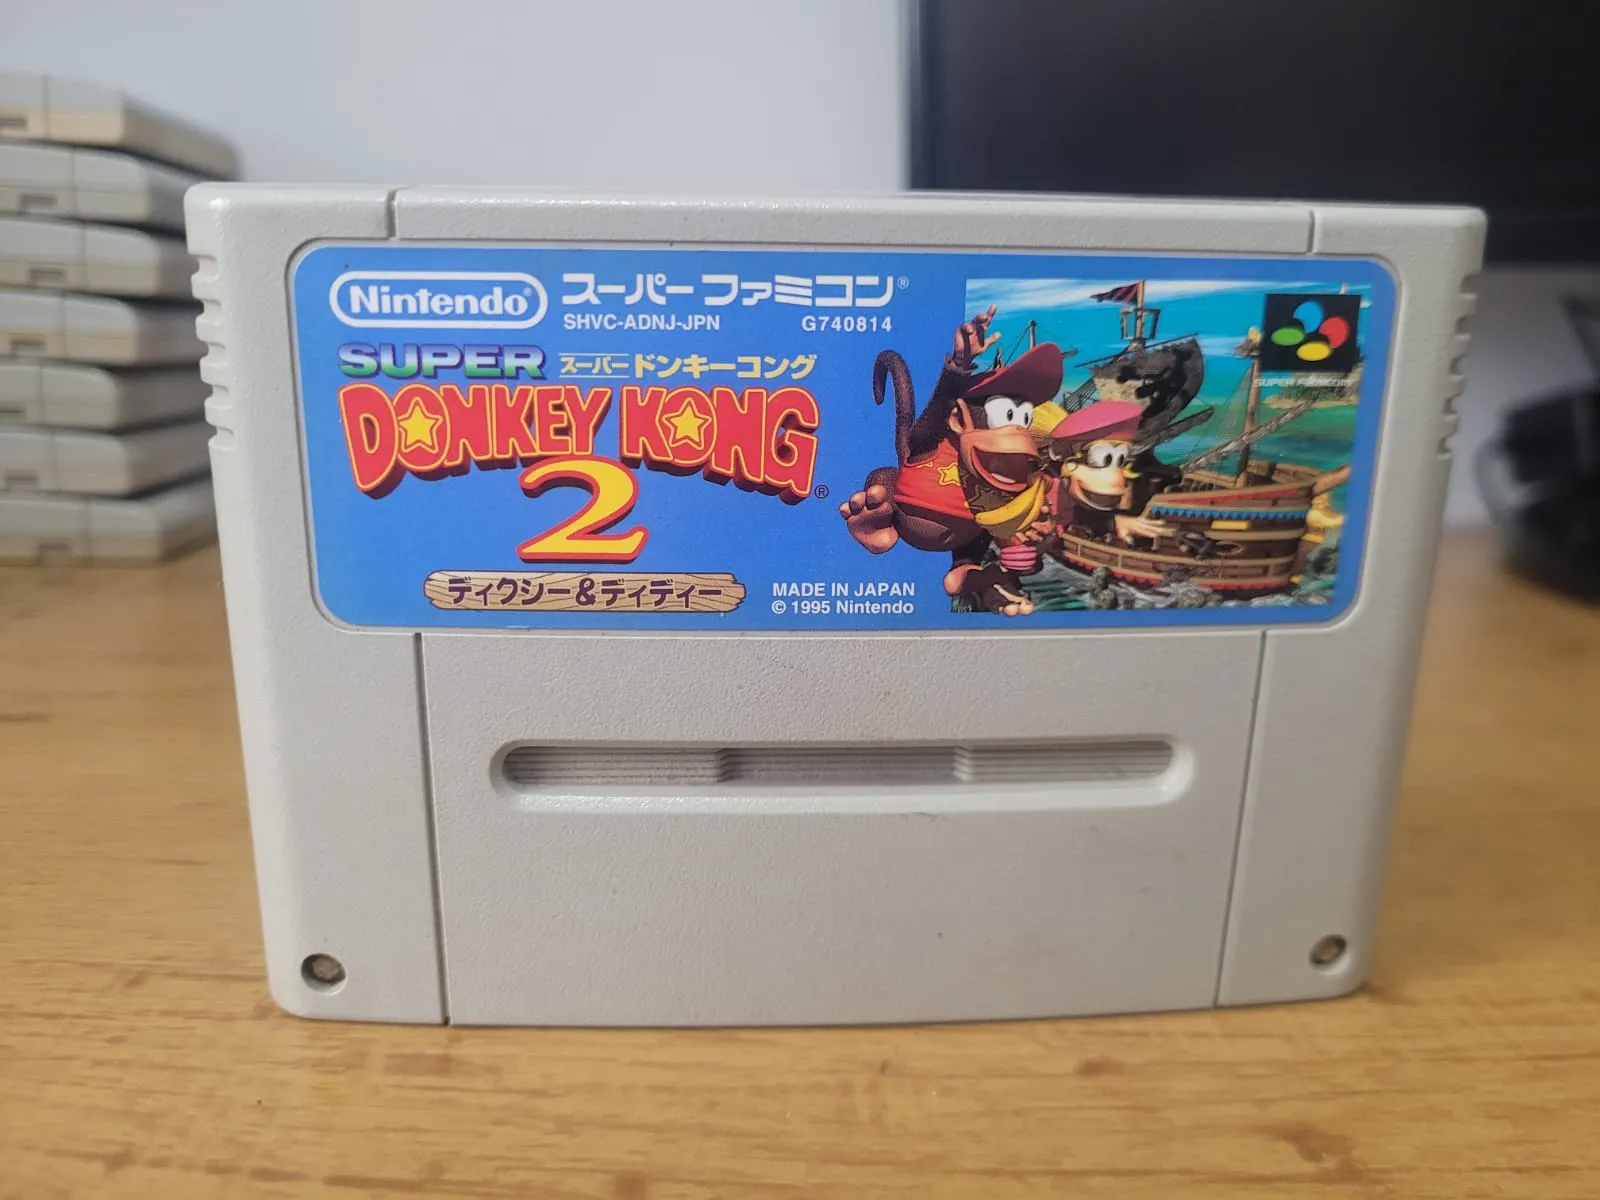 Nintendo®
スーパーファミコン®
SHVC-ADNJ-JPN G740814
SUPER スーパードンキーコング
DONKEY KONG®
2
ディクシー&ディディー
MADE IN JAPAN
© 1995 Nintendo
SUPER FAMICOM